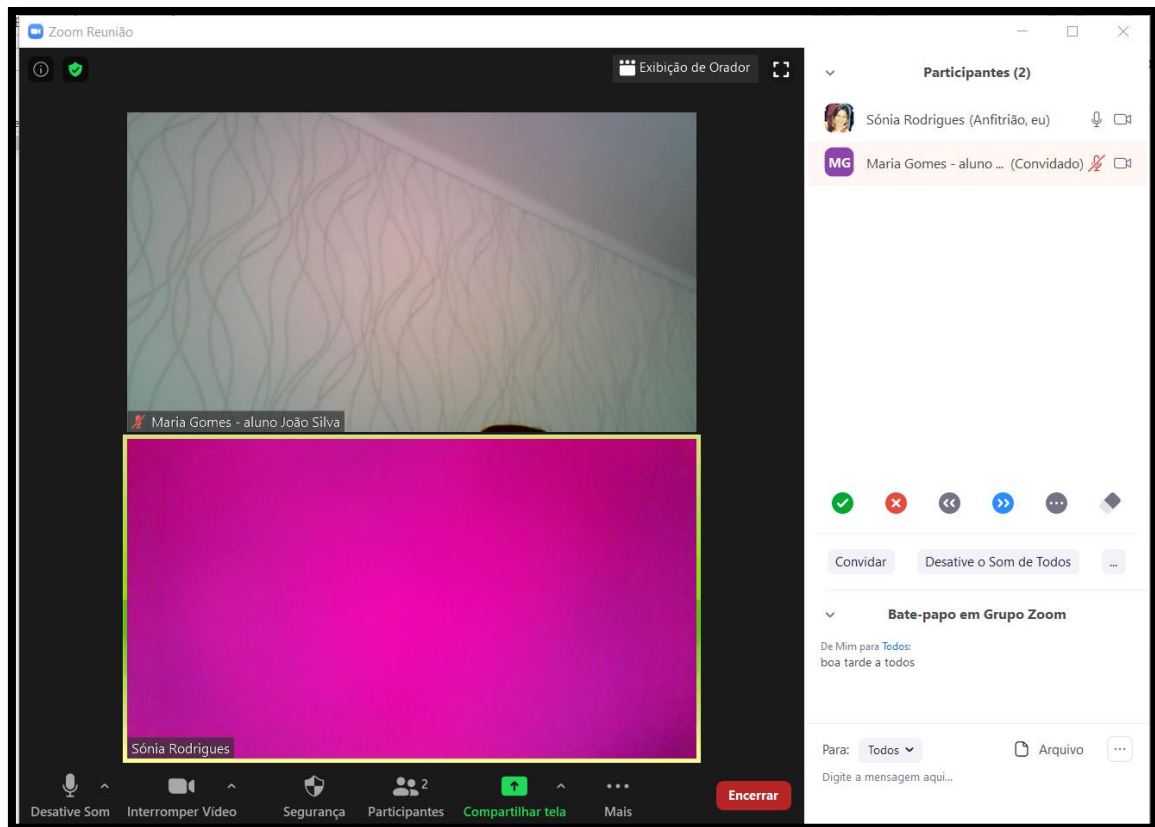 Zoom Reunião
Exibição de Orador
Maria Gomes - aluno João Silva
Sónia Rodrigues
Desative Som
Interromper Vídeo
Segurança
2
Participantes
Compartilhar tela
Mais
Encerrar
Participantes (2)
Sónia Rodrigues (Anfitrião, eu)
MG
Maria Gomes - aluno ... (Convidado)
Convidar
Desative o Som de Todos
...
Bate-papo em Grupo Zoom
De Mim para Todos:
boa tarde a todos
Para: Todos
Arquivo
Digite a mensagem aqui...